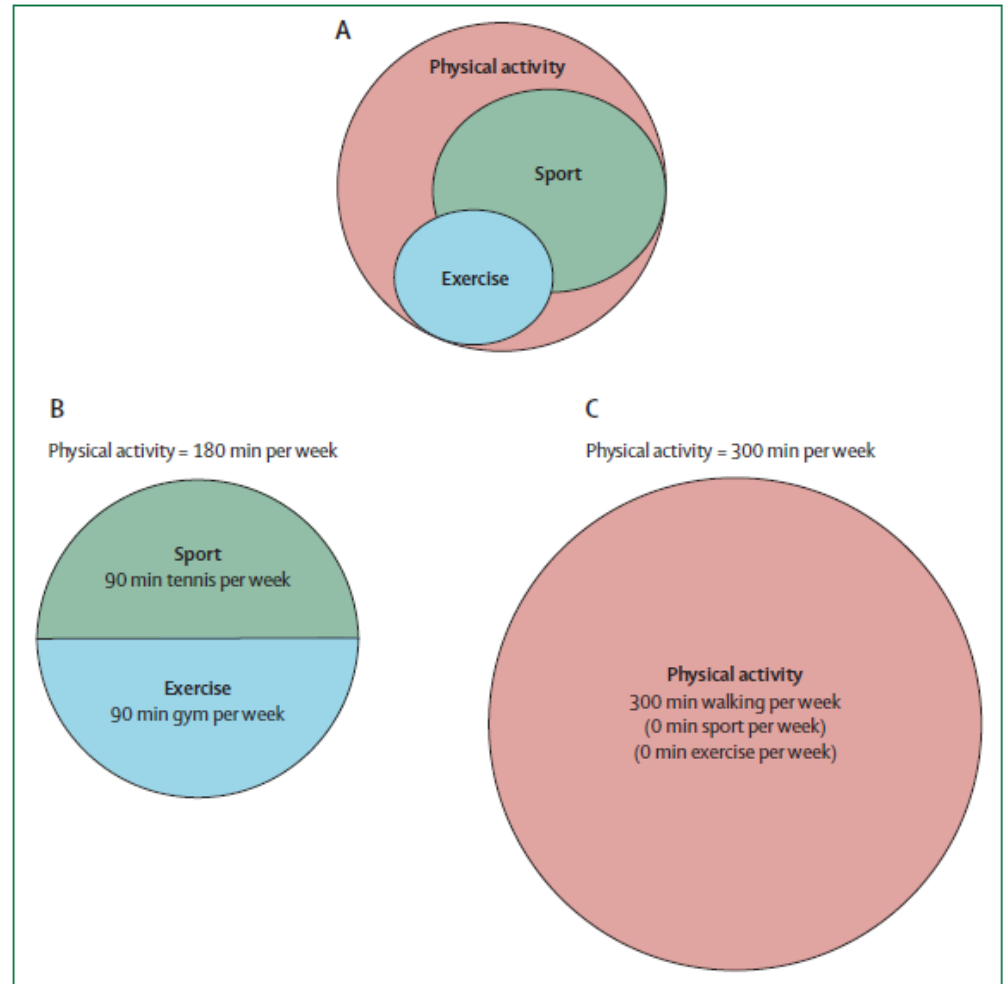 A
Physical activity
Sport
Exercise
B
Physical activity = 180 min per week
Sport
90 min tennis per week
Exercise
90 min gym per week
C
Physical activity = 300 min per week
Physical activity
300 min walking per week
(0 min sport per week)
(0 min exercise per week)